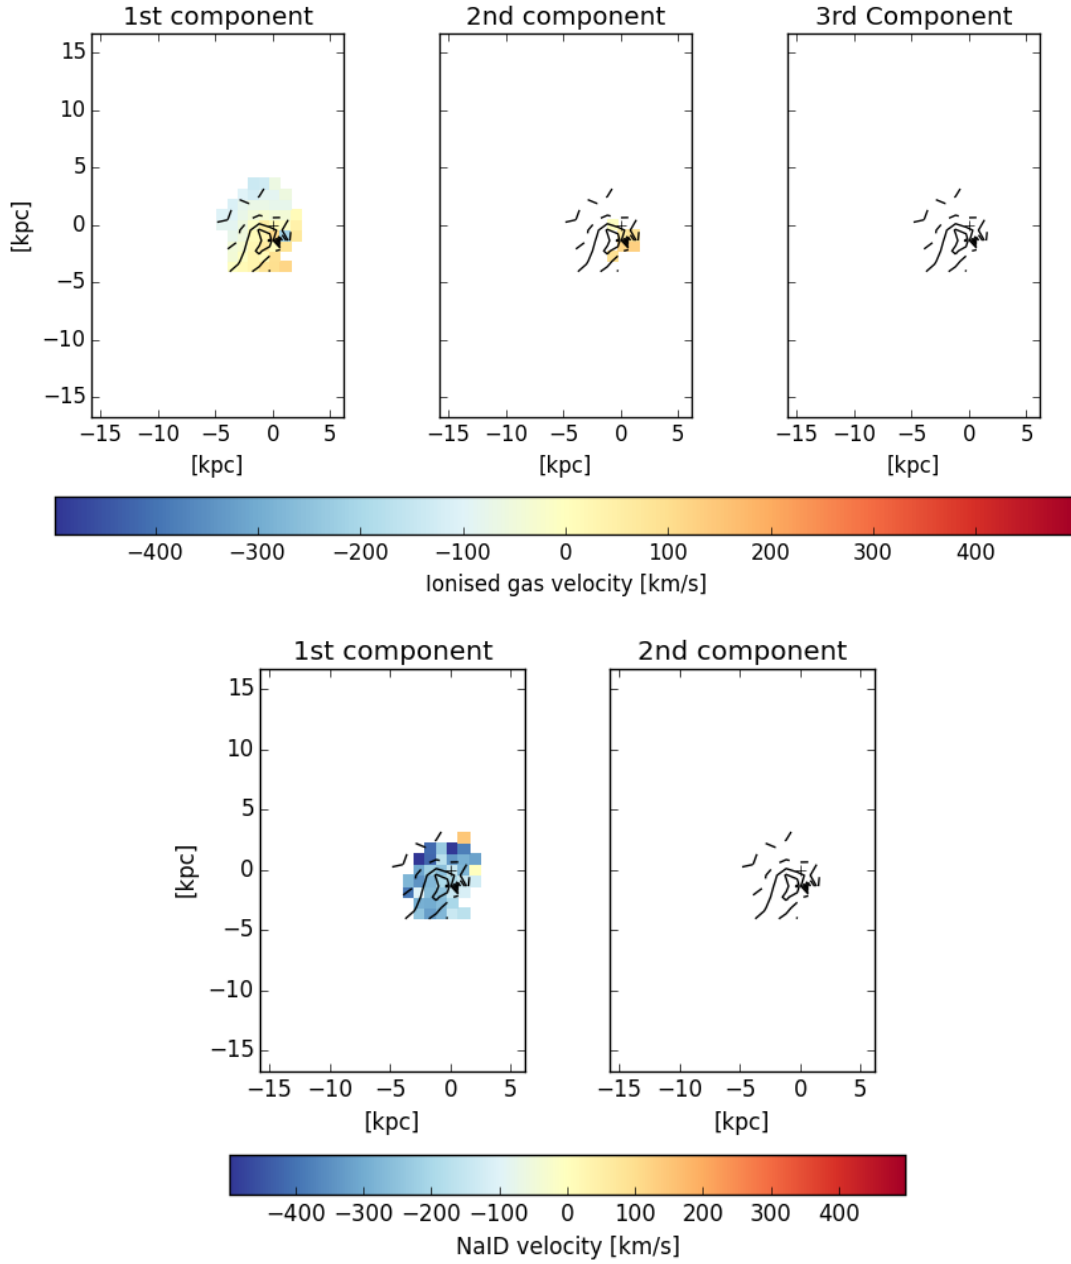 1st component 2nd component 3rd Component
15
10
5
0
−5
−10
−15
[kpc]
−15 −10 −5 0 5 −15 −10 −5 0 5 −15 −10 −5 0 5
[kpc] [kpc] [kpc]
−400 −300 −200 −100 0 100 200 300 400
Ionised gas velocity [km/s]
1st component 2nd component
15
10
5
0
−5
−10
−15
[kpc]
−15 −10 −5 0 5 −15 −10 −5 0 5
[kpc] [kpc]
−400 −300 −200 −100 0 100 200 300 400
NaID velocity [km/s]